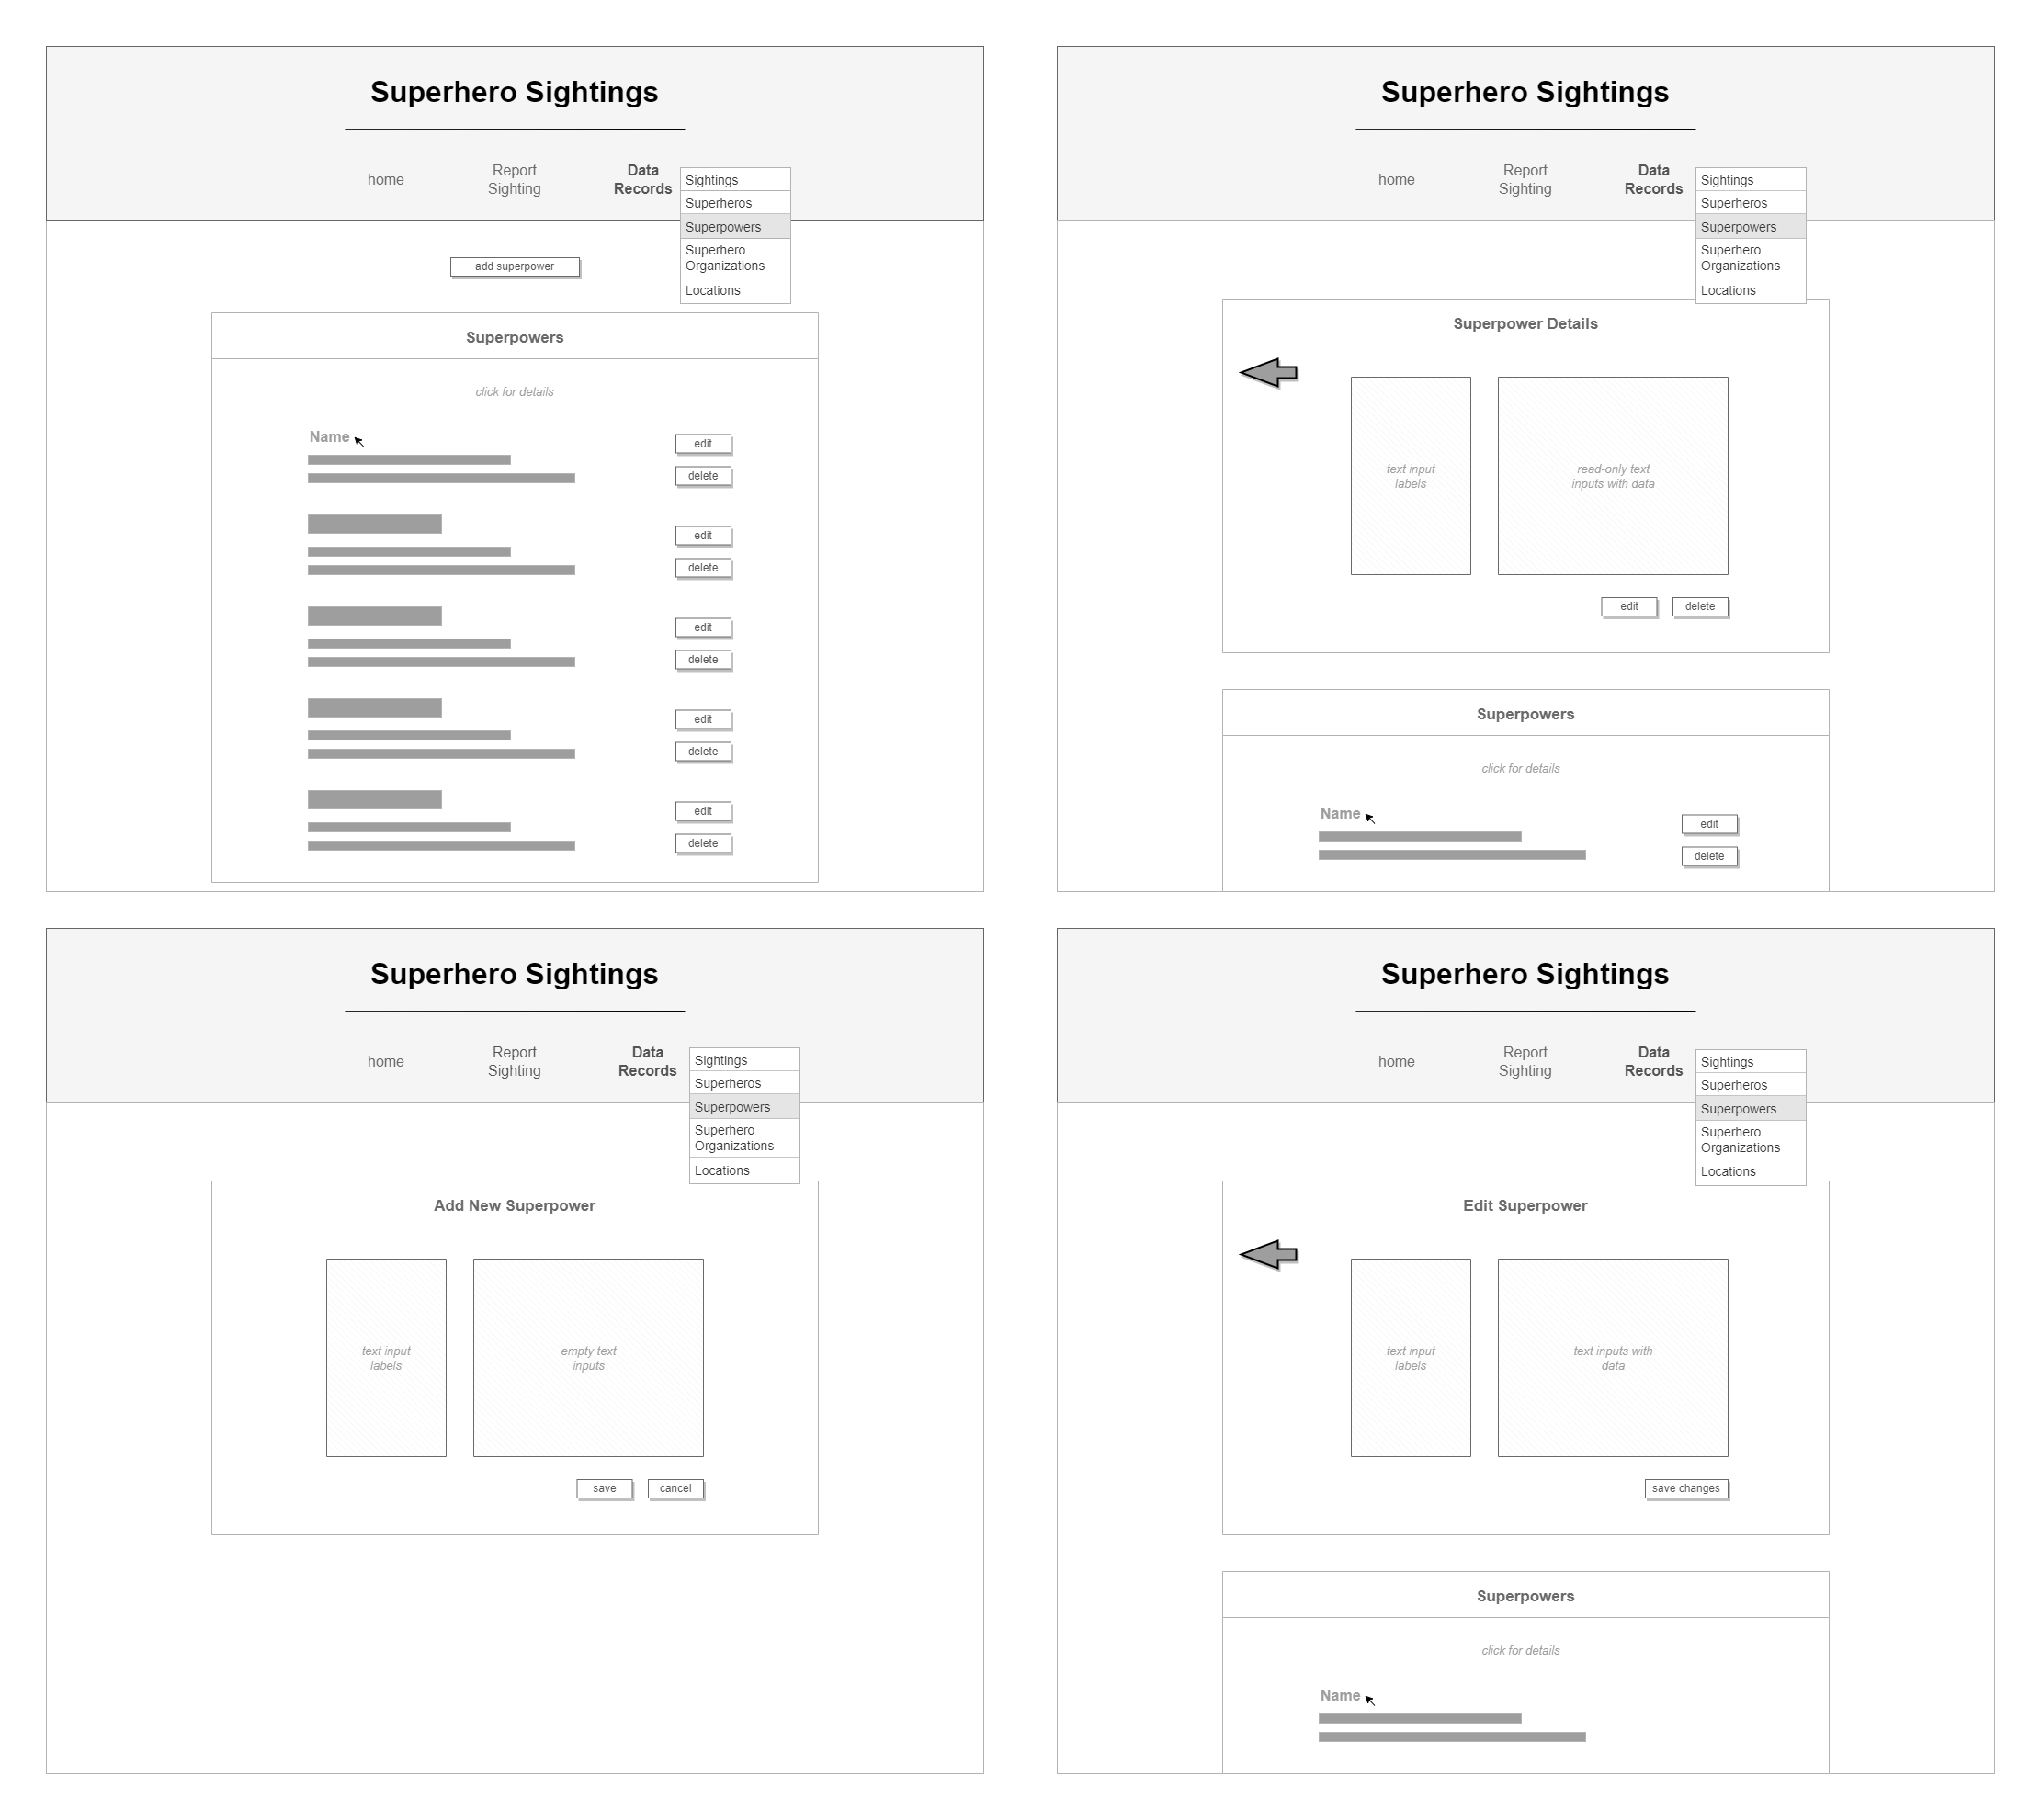 Superhero Sightings
home
Report
Sighting
Data
Records
Sightings
Superheros
Superpowers
Superhero
Organizations
Locations
add superpower
Superpowers
click for details
Name
edit
delete
edit
delete
edit
delete
edit
delete
edit
delete
Superhero Sightings
home
Report
Sighting
Data
Records
Sightings
Superheros
Superpowers
Superhero
Organizations
Locations
Superpower Details
text input
labels
read-only text
inputs with data
edit
delete
Superpowers
click for details
Name
edit
delete
Superhero Sightings
home
Report
Sighting
Data
Records
Sightings
Superheros
Superpowers
Superhero
Organizations
Locations
Add New Superpower
text input
labels
empty text
inputs
save
cancel
Superhero Sightings
home
Report
Sighting
Data
Records
Sightings
Superheros
Superpowers
Superhero
Organizations
Locations
Edit Superpower
text input
labels
text inputs with
data
save changes
Superpowers
click for details
Name